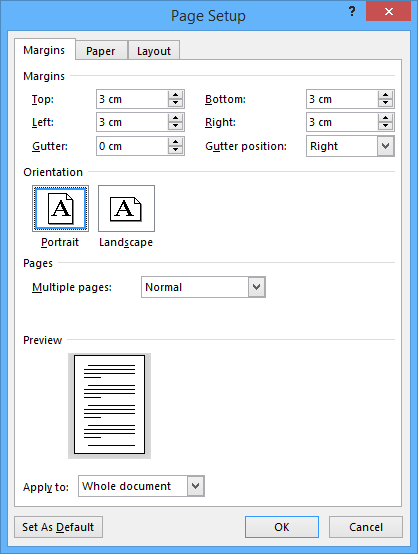 Page Setup ?
Margins Paper Layout
Margins
Top: 3 cm Bottom: 3 cm
Left: 3 cm Right: 3 cm
Gutter: 0 cm Gutter position: Right
Orientation
A A
Portrait Landscape
Pages
Multiple pages: Normal
Preview
Apply to: Whole document
Set As Default OK Cancel